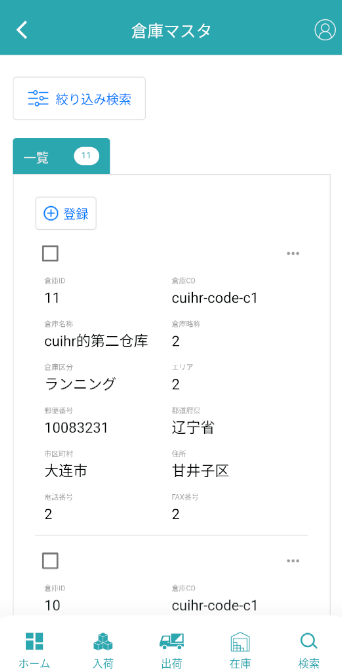 倉庫マスタ
絞り込み検索
一覧 11
登録
倉庫ID 倉庫CD
11 cuihr-code-c1
倉庫名称 倉庫略称
cuihr的第二仓库 2
倉庫区分 エリア
ランニング 2
郵便番号 都道府県
10083231 辽宁省
市区町村 住所
大连市 甘井子区
電話番号 FAX番号
2 2
倉庫ID 倉庫CD
10 cuihr-code-c1
ホーム 入荷 出荷 在庫 検索